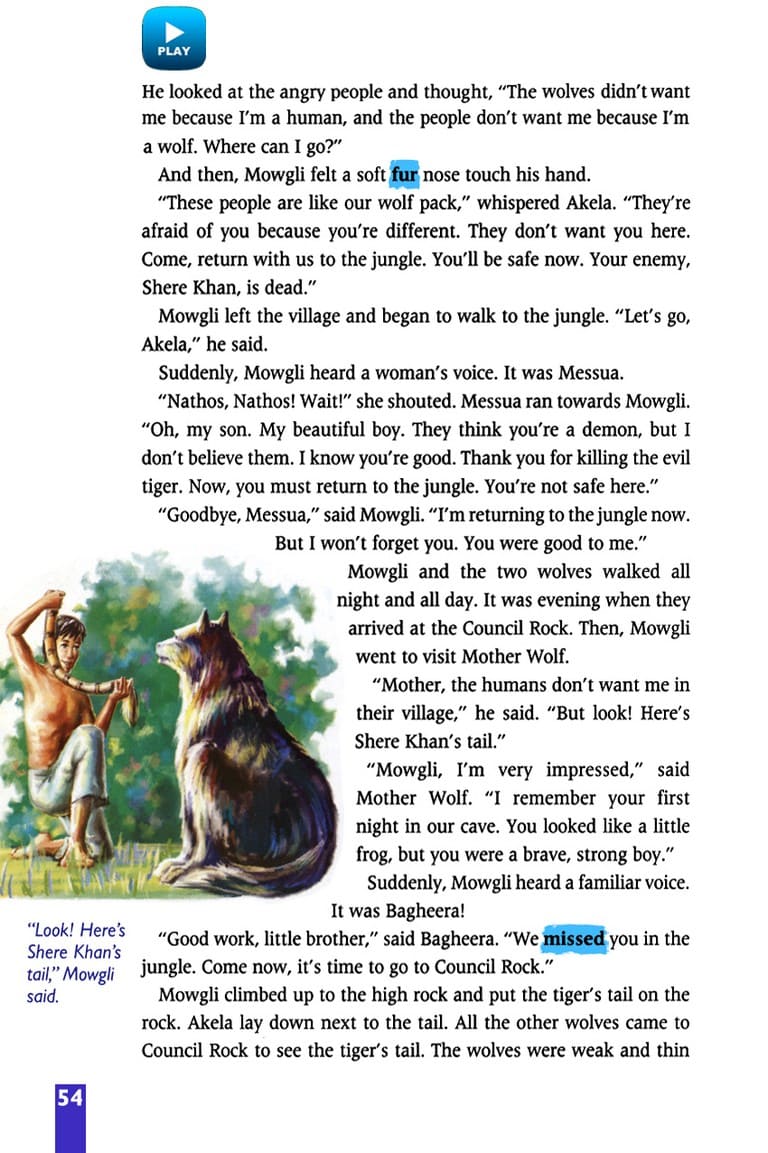 PLAY
He looked at the angry people and thought, “The wolves didn’t want
me because I’m a human, and the people don’t want me because I’m
a wolf. Where can I go?”
And then, Mowgli felt a soft fur nose touch his hand.
“These people are like our wolf pack,” whispered Akela. “They’re
afraid of you because you’re different. They don’t want you here.
Come, return with us to the jungle. You’ll be safe now. Your enemy,
Shere Khan, is dead.”
Mowgli left the village and began to walk to the jungle. “Let’s go,
Akela,” he said.
Suddenly, Mowgli heard a woman’s voice. It was Messua.
“Nathos, Nathos! Wait!” she shouted. Messua ran towards Mowgli.
“Oh, my son. My beautiful boy. They think you’re a demon, but I
don’t believe them. I know you’re good. Thank you for killing the evil
tiger. Now, you must return to the jungle. You’re not safe here.”
“Goodbye, Messua,” said Mowgli. “I’m returning to the jungle now.
But I won’t forget you. You were good to me.”
Mowgli and the two wolves walked all
night and all day. It was evening when they
arrived at the Council Rock. Then, Mowgli
went to visit Mother Wolf.
“Mother, the humans don’t want me in
their village,” he said. “But look! Here’s
Shere Khan’s tail.”
“Mowgli, I’m very impressed,” said
Mother Wolf. “I remember your first
night in our cave. You looked like a little
frog, but you were a brave, strong boy.”
Suddenly, Mowgli heard a familiar voice.
It was Bagheera!
“Good work, little brother,” said Bagheera. “We missed you in the
jungle. Come now, it’s time to go to Council Rock.”
Mowgli climbed up to the high rock and put the tiger’s tail on the
rock. Akela lay down next to the tail. All the other wolves came to
Council Rock to see the tiger’s tail. The wolves were weak and thin
“Look! Here’s
Shere Khan’s
tail,” Mowgli
said.
54